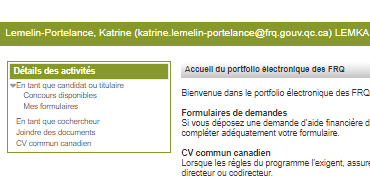 Lemelin-Portelance, Katrine (katrine.lemelin-portelance@frq.gouv.qc.ca) LEMKA
Détails des activités
En tant que candidat ou titulaire
Concours disponibles
Mes formulaires
En tant que cochercheur
Joindre des documents
CV commun canadien
Accueil du portfolio électronique des FRQ
Bienvenue dans le portfolio électronique des FRQ
Formulaires de demandes
Si vous déposez une demande d'aide financière d
compléter adéquatement votre formulaire.
CV commun canadien
Lorsque les règles du programme l'exigent, assure
directeur ou codirecteur.